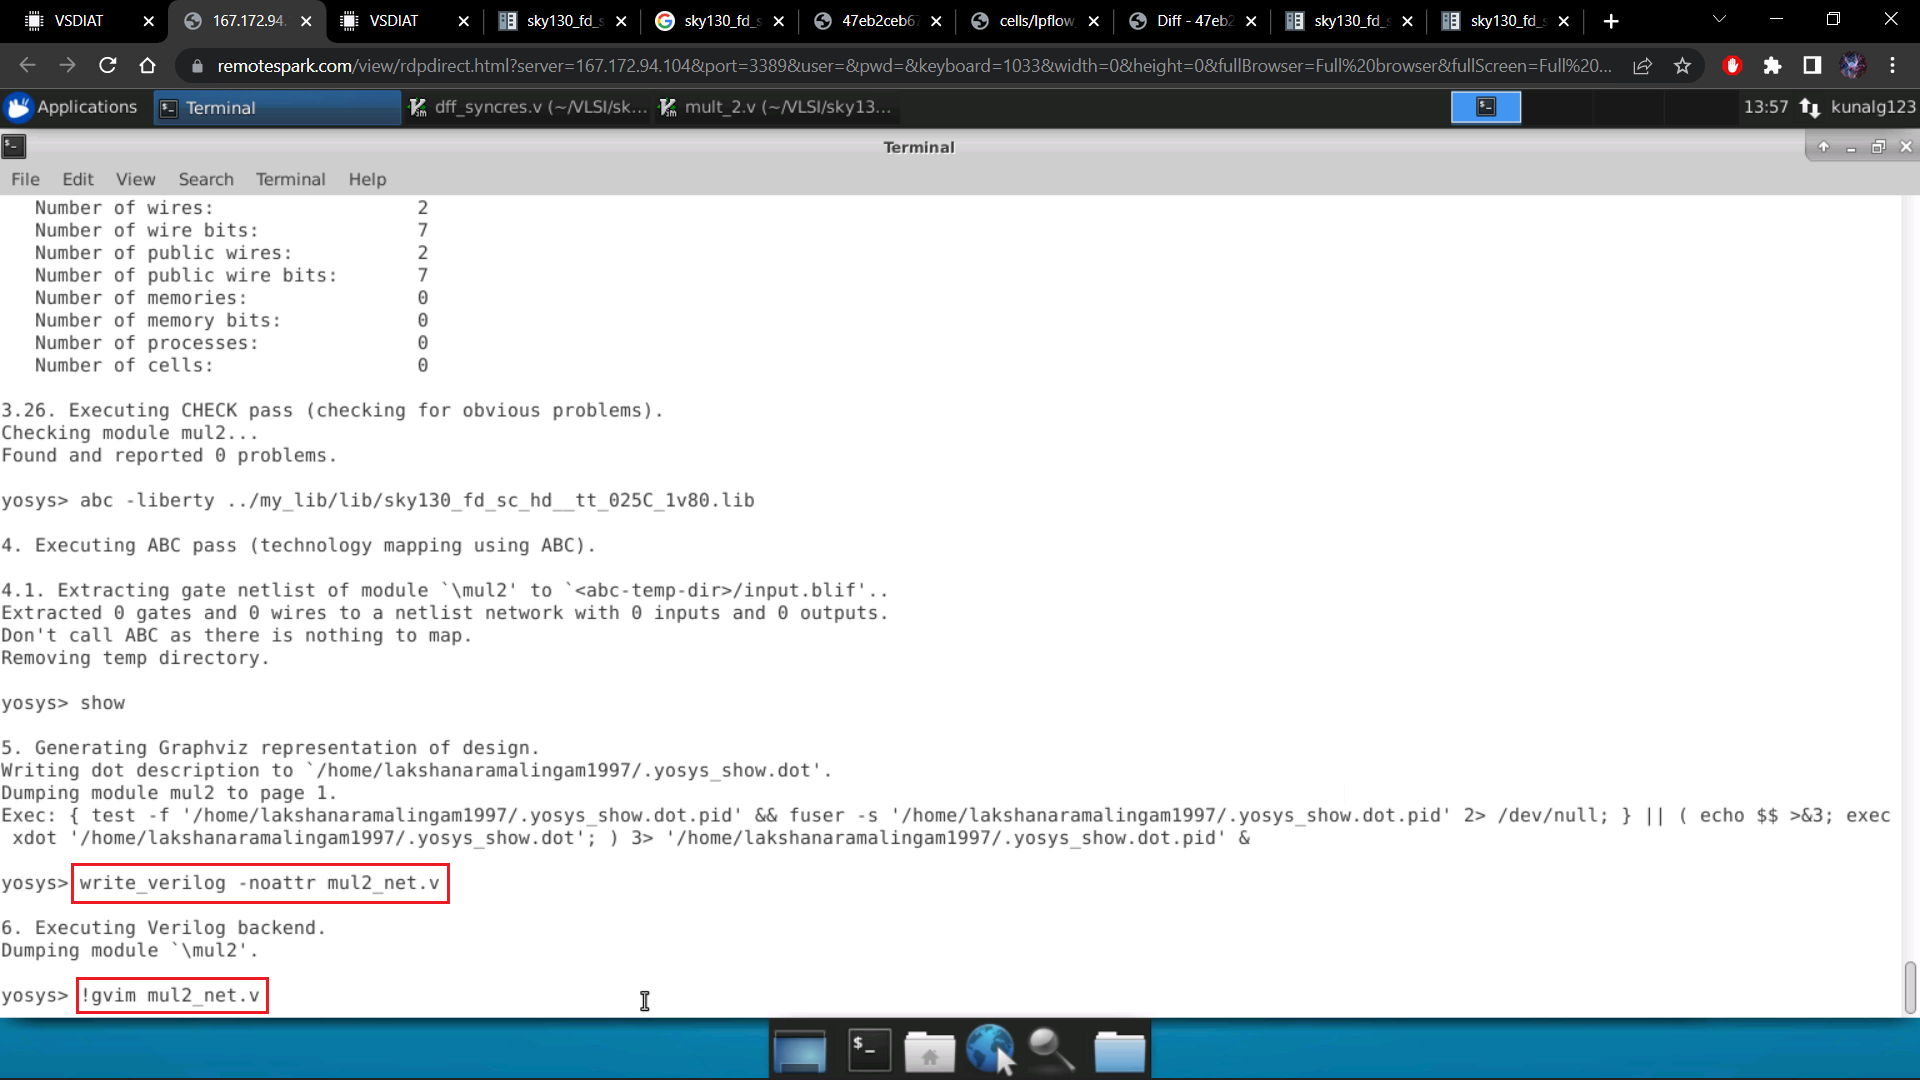 VSDIAT
167.172.94.
VSDIAT
sky130_fd_s
sky130_fd_s
47eb2ceb67
cells/lpflow
Diff - 47eb2
sky130_fd_s
sky130_fd_s
remotespark.com/view/rdpdirect.html?server=167.172.94.104&port=3389&user=&pwd=&keyboard=1033&width=0&height=0&fullBrowser=Full%20browser&fullScreen=Full%20...
Applications
Terminal
dff_syncres.v (~/VLSI/sk...
mult_2.v (~/VLSI/sky13...
13:57
kunalg123
Terminal
File Edit View Search Terminal Help
Number of wires: 2
Number of wire bits: 7
Number of public wires: 2
Number of public wire bits: 7
Number of memories: 0
Number of memory bits: 0
Number of processes: 0
Number of cells: 0
3.26. Executing CHECK pass (checking for obvious problems).
Checking module mul2...
Found and reported 0 problems.
yosys> abc -liberty ../my_lib/lib/sky130_fd_sc_hd__tt_025C_1v80.lib
4. Executing ABC pass (technology mapping using ABC).
4.1. Extracting gate netlist of module `\mul2' to `<abc-temp-dir>/input.blif'..
Extracted 0 gates and 0 wires to a netlist network with 0 inputs and 0 outputs.
Don't call ABC as there is nothing to map.
Removing temp directory.
yosys> show
5. Generating Graphviz representation of design.
Writing dot description to `/home/lakshanaramalingam1997/.yosys_show.dot'.
Dumping module mul2 to page 1.
Exec: { test -f '/home/lakshanaramalingam1997/.yosys_show.dot.pid' && fuser -s '/home/lakshanaramalingam1997/.yosys_show.dot.pid' 2> /dev/null; } || ( echo $$ >&3; exec
xdot '/home/lakshanaramalingam1997/.yosys_show.dot'; ) 3> '/home/lakshanaramalingam1997/.yosys_show.dot.pid' &
yosys> write_verilog -noattr mul2_net.v
6. Executing Verilog backend.
Dumping module `\mul2'.
yosys> !gvim mul2_net.v